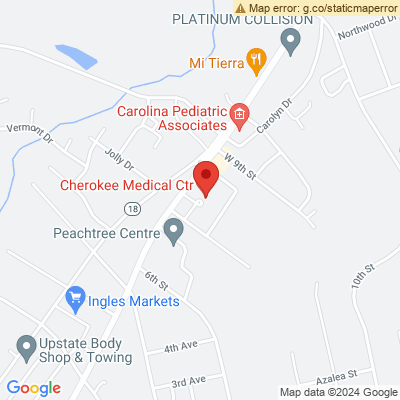 Map error: g.co/staticmaperror
PLATINUM COLLISION
Northwood Dr
Mi Tierra
Carolina Pediatric
Associates
Carolyn Dr
Vermont Dr
Jolly Dr
W 9th St
Cherokee Medical Ctr
18
Peachtree Centre
6th St
10th St
Ingles Markets
Upstate Body
Shop & Towing
4th Ave
3rd Ave
Azalea St
Google
Map data ©2024 Google